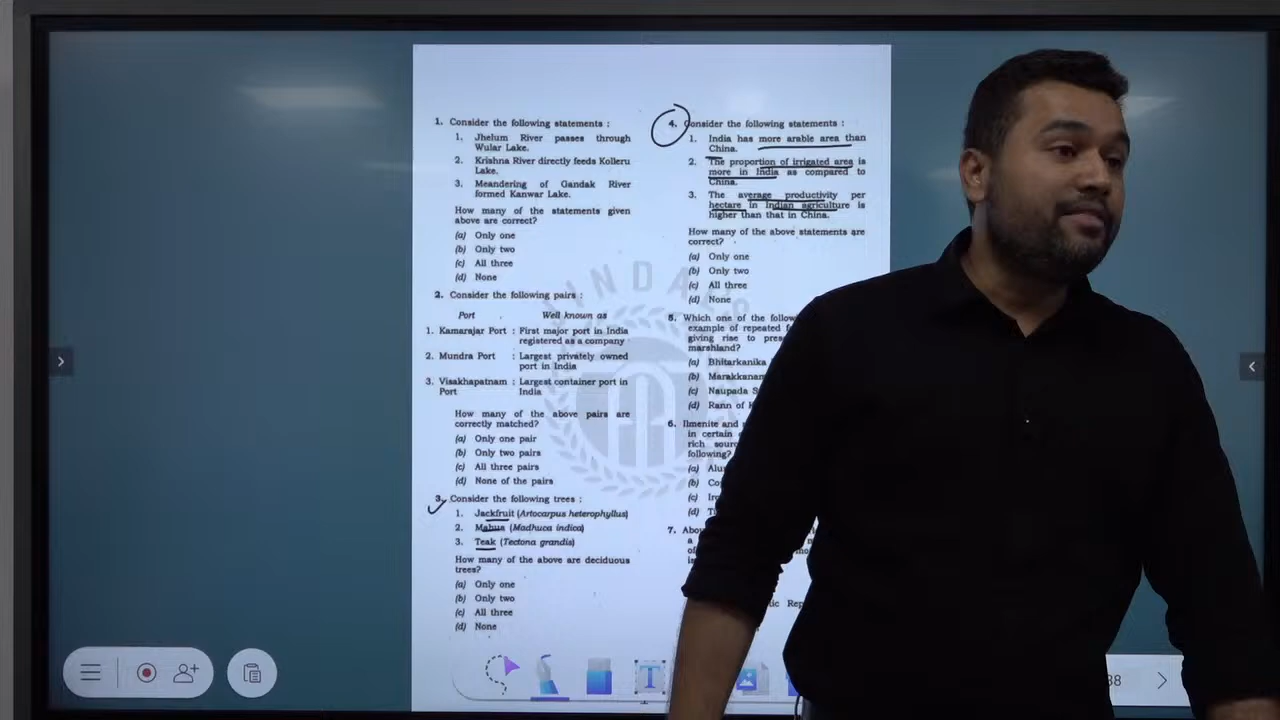 1. Consider the following statements :
1. Jhelum River passes through
Wular Lake.
2. Krishna River directly feeds Kolleru
Lake.
3. Meandering of Gandak River
formed Kanwar Lake.
How many of the statements given
above are correct?
(a) Only one
(b) Only two
(c) All three
(d) None
2. Consider the following pairs :
Port Well known as
1. Kamarajar Port : First major port in India
registered as a company
2. Mundra Port : Largest privately owned
port in India
3. Visakhapatnam : Largest container port in
Port India
How many of the above pairs are
correctly matched?
(a) Only one pair
(b) Only two pairs
(c) All three pairs
(d) None of the pairs
3. Consider the following trees :
1. Jackfruit (Artocarpus heterophyllus)
2. Mahua (Madhuca indica)
3. Teak (Tectona grandis)
How many of the above are deciduous
trees?
(a) Only one
(b) Only two
(c) All three
(d) None
4. Consider the following statements :
1. India has more arable area than
China.
2. The proportion of irrigated area is
more in India as compared to
China.
3. The average productivity per
hectare in Indian agriculture is
higher than that in China.
How many of the above statements are
correct?
(a) Only one
(b) Only two
(c) All three
(d) None
5. Which one of the
example of repeated
giving rise to
marshland?
(a) Bhitarkanika
(b) Marakkanam
(c) Naupada
(d) Rann of
6. Ilmenite and
in certain
rich
following?
(a)
(b)
(c)
(d)
7.
a
T
38